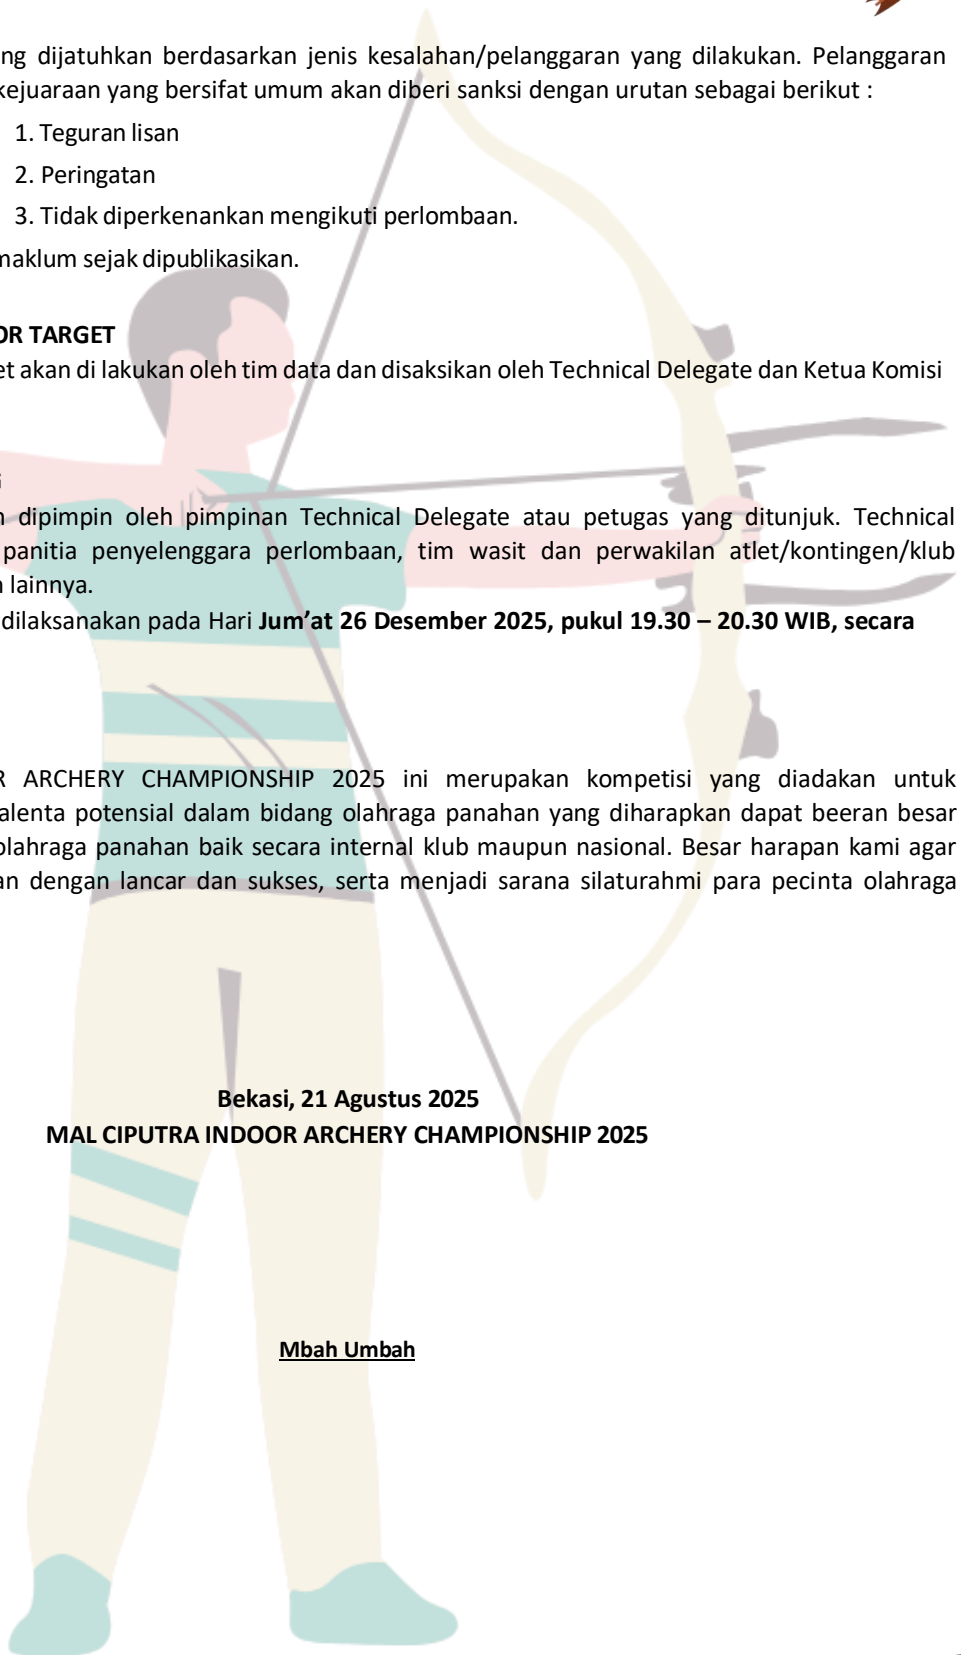 ng dijatuhkan berdasarkan jenis kesalahan/pelanggaran yang dilakukan. Pelanggaran
kejuaraan yang bersifat umum akan diberi sanksi dengan urutan sebagai berikut :
1. Teguran lisan
2. Peringatan
3. Tidak diperkenankan mengikuti perlombaan.
maklum sejak dipublikasikan.
OR TARGET
et akan di lakukan oleh tim data dan disaksikan oleh Technical Delegate dan Ketua Komisi
n dipimpin oleh pimpinan Technical Delegate atau petugas yang ditunjuk. Technical
panitia penyelenggara perlombaan, tim wasit dan perwakilan atlet/kontingen/klub
n lainnya.
dilaksanakan pada Hari Jum’at 26 Desember 2025, pukul 19.30 – 20.30 WIB, secara
R ARCHERY CHAMPIONSHIP 2025 ini merupakan kompetisi yang diadakan untuk
alenta potensial dalam bidang olahraga panahan yang diharapkan dapat beeran besar
olahraga panahan baik secara internal klub maupun nasional. Besar harapan kami agar
an dengan lancar dan sukses, serta menjadi sarana silaturahmi para pecinta olahraga
Bekasi, 21 Agustus 2025
MAL CIPUTRA INDOOR ARCHERY CHAMPIONSHIP 2025
Mbah Umbah